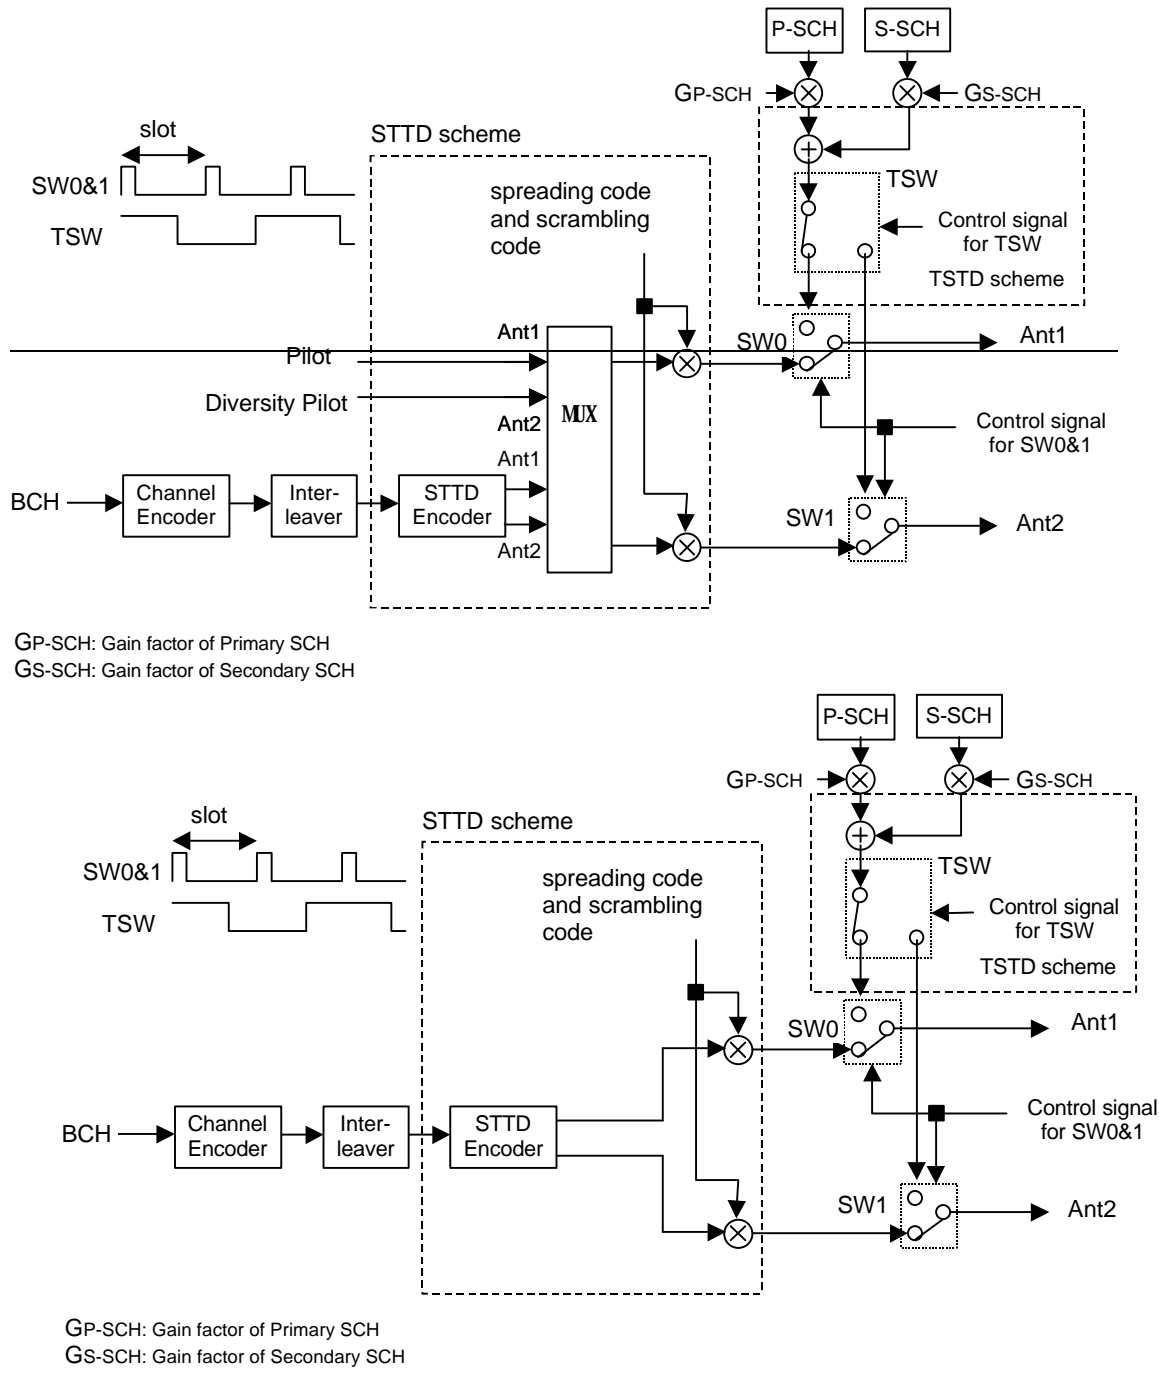 P-SCH
S-SCH
GP-SCH
GS-SCH
slot
STTD scheme
SW0&1
TSW
spreading code
and scrambling
code
TSW
Control signal
for TSW
TSTD scheme
Ant1
SW0
Ant1
Pilot
Diversity Pilot
MUX
Ant2
Control signal
for SW0&1
Ant1
BCH
Channel
Encoder
Inter-
leaver
STTD
Encoder
SW1
Ant2
Ant2
GP-SCH: Gain factor of Primary SCH
GS-SCH: Gain factor of Secondary SCH
P-SCH
S-SCH
GP-SCH
GS-SCH
slot
STTD scheme
SW0&1
TSW
spreading code
and scrambling
code
TSW
Control signal
for TSW
TSTD scheme
SW0
Ant1
BCH
Channel
Encoder
Inter-
leaver
STTD
Encoder
Control signal
for SW0&1
SW1
Ant2
GP-SCH: Gain factor of Primary SCH
GS-SCH: Gain factor of Secondary SCH